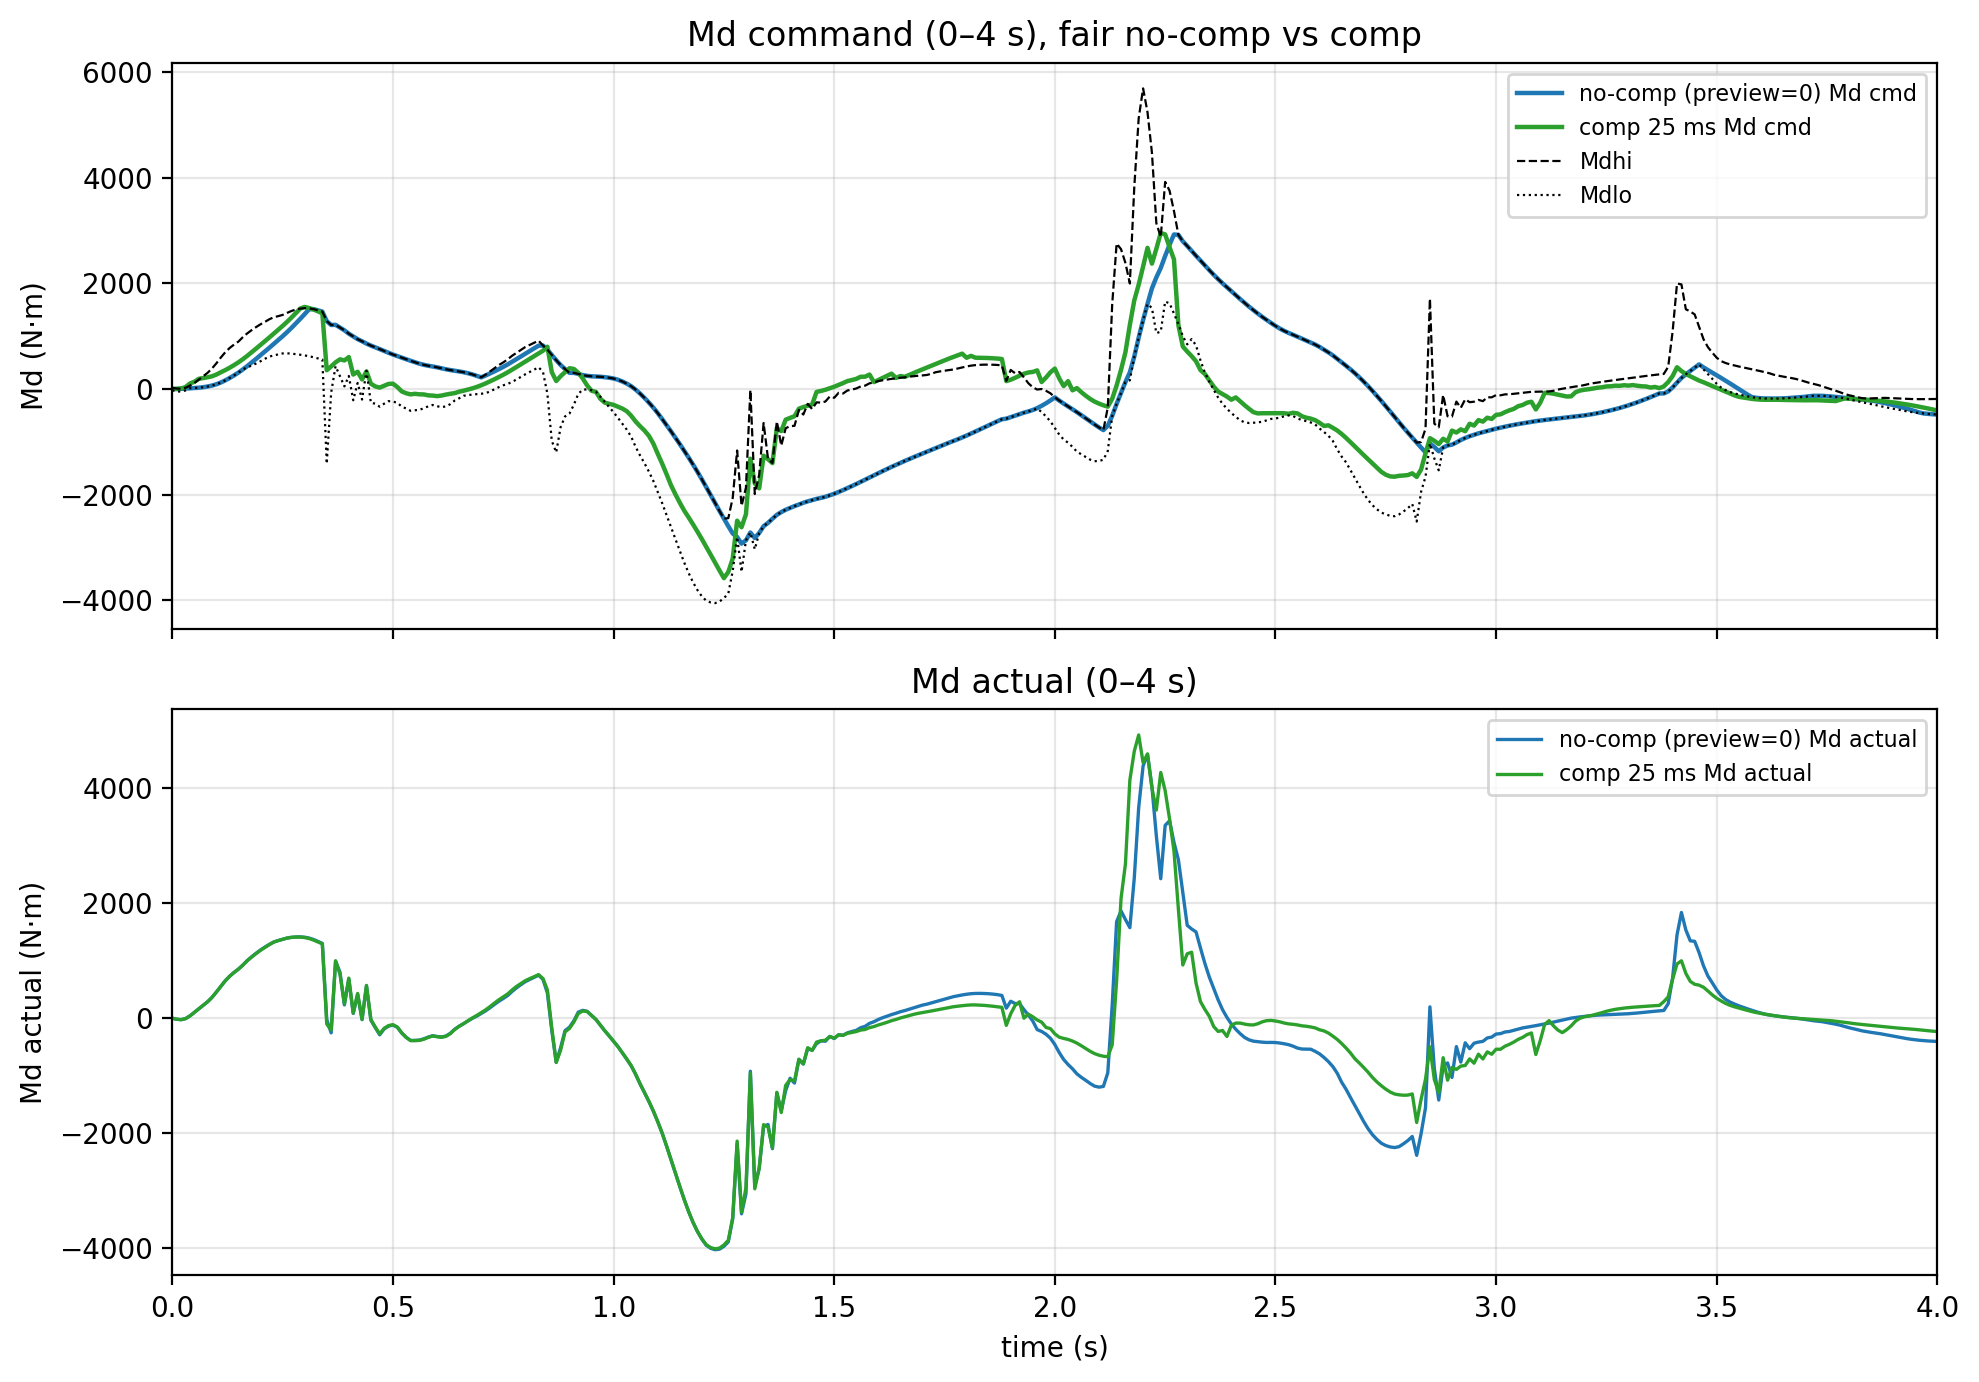 Md command (0–4 s), fair no-comp vs comp
6000
4000
2000
0
−2000
−4000
Md (N·m)
no-comp (preview=0) Md cmd
comp 25 ms Md cmd
Mdhi
Mdlo
Md actual (0–4 s)
4000
2000
0
−2000
−4000
Md actual (N·m)
no-comp (preview=0) Md actual
comp 25 ms Md actual
0.0 0.5 1.0 1.5 2.0 2.5 3.0 3.5 4.0
time (s)